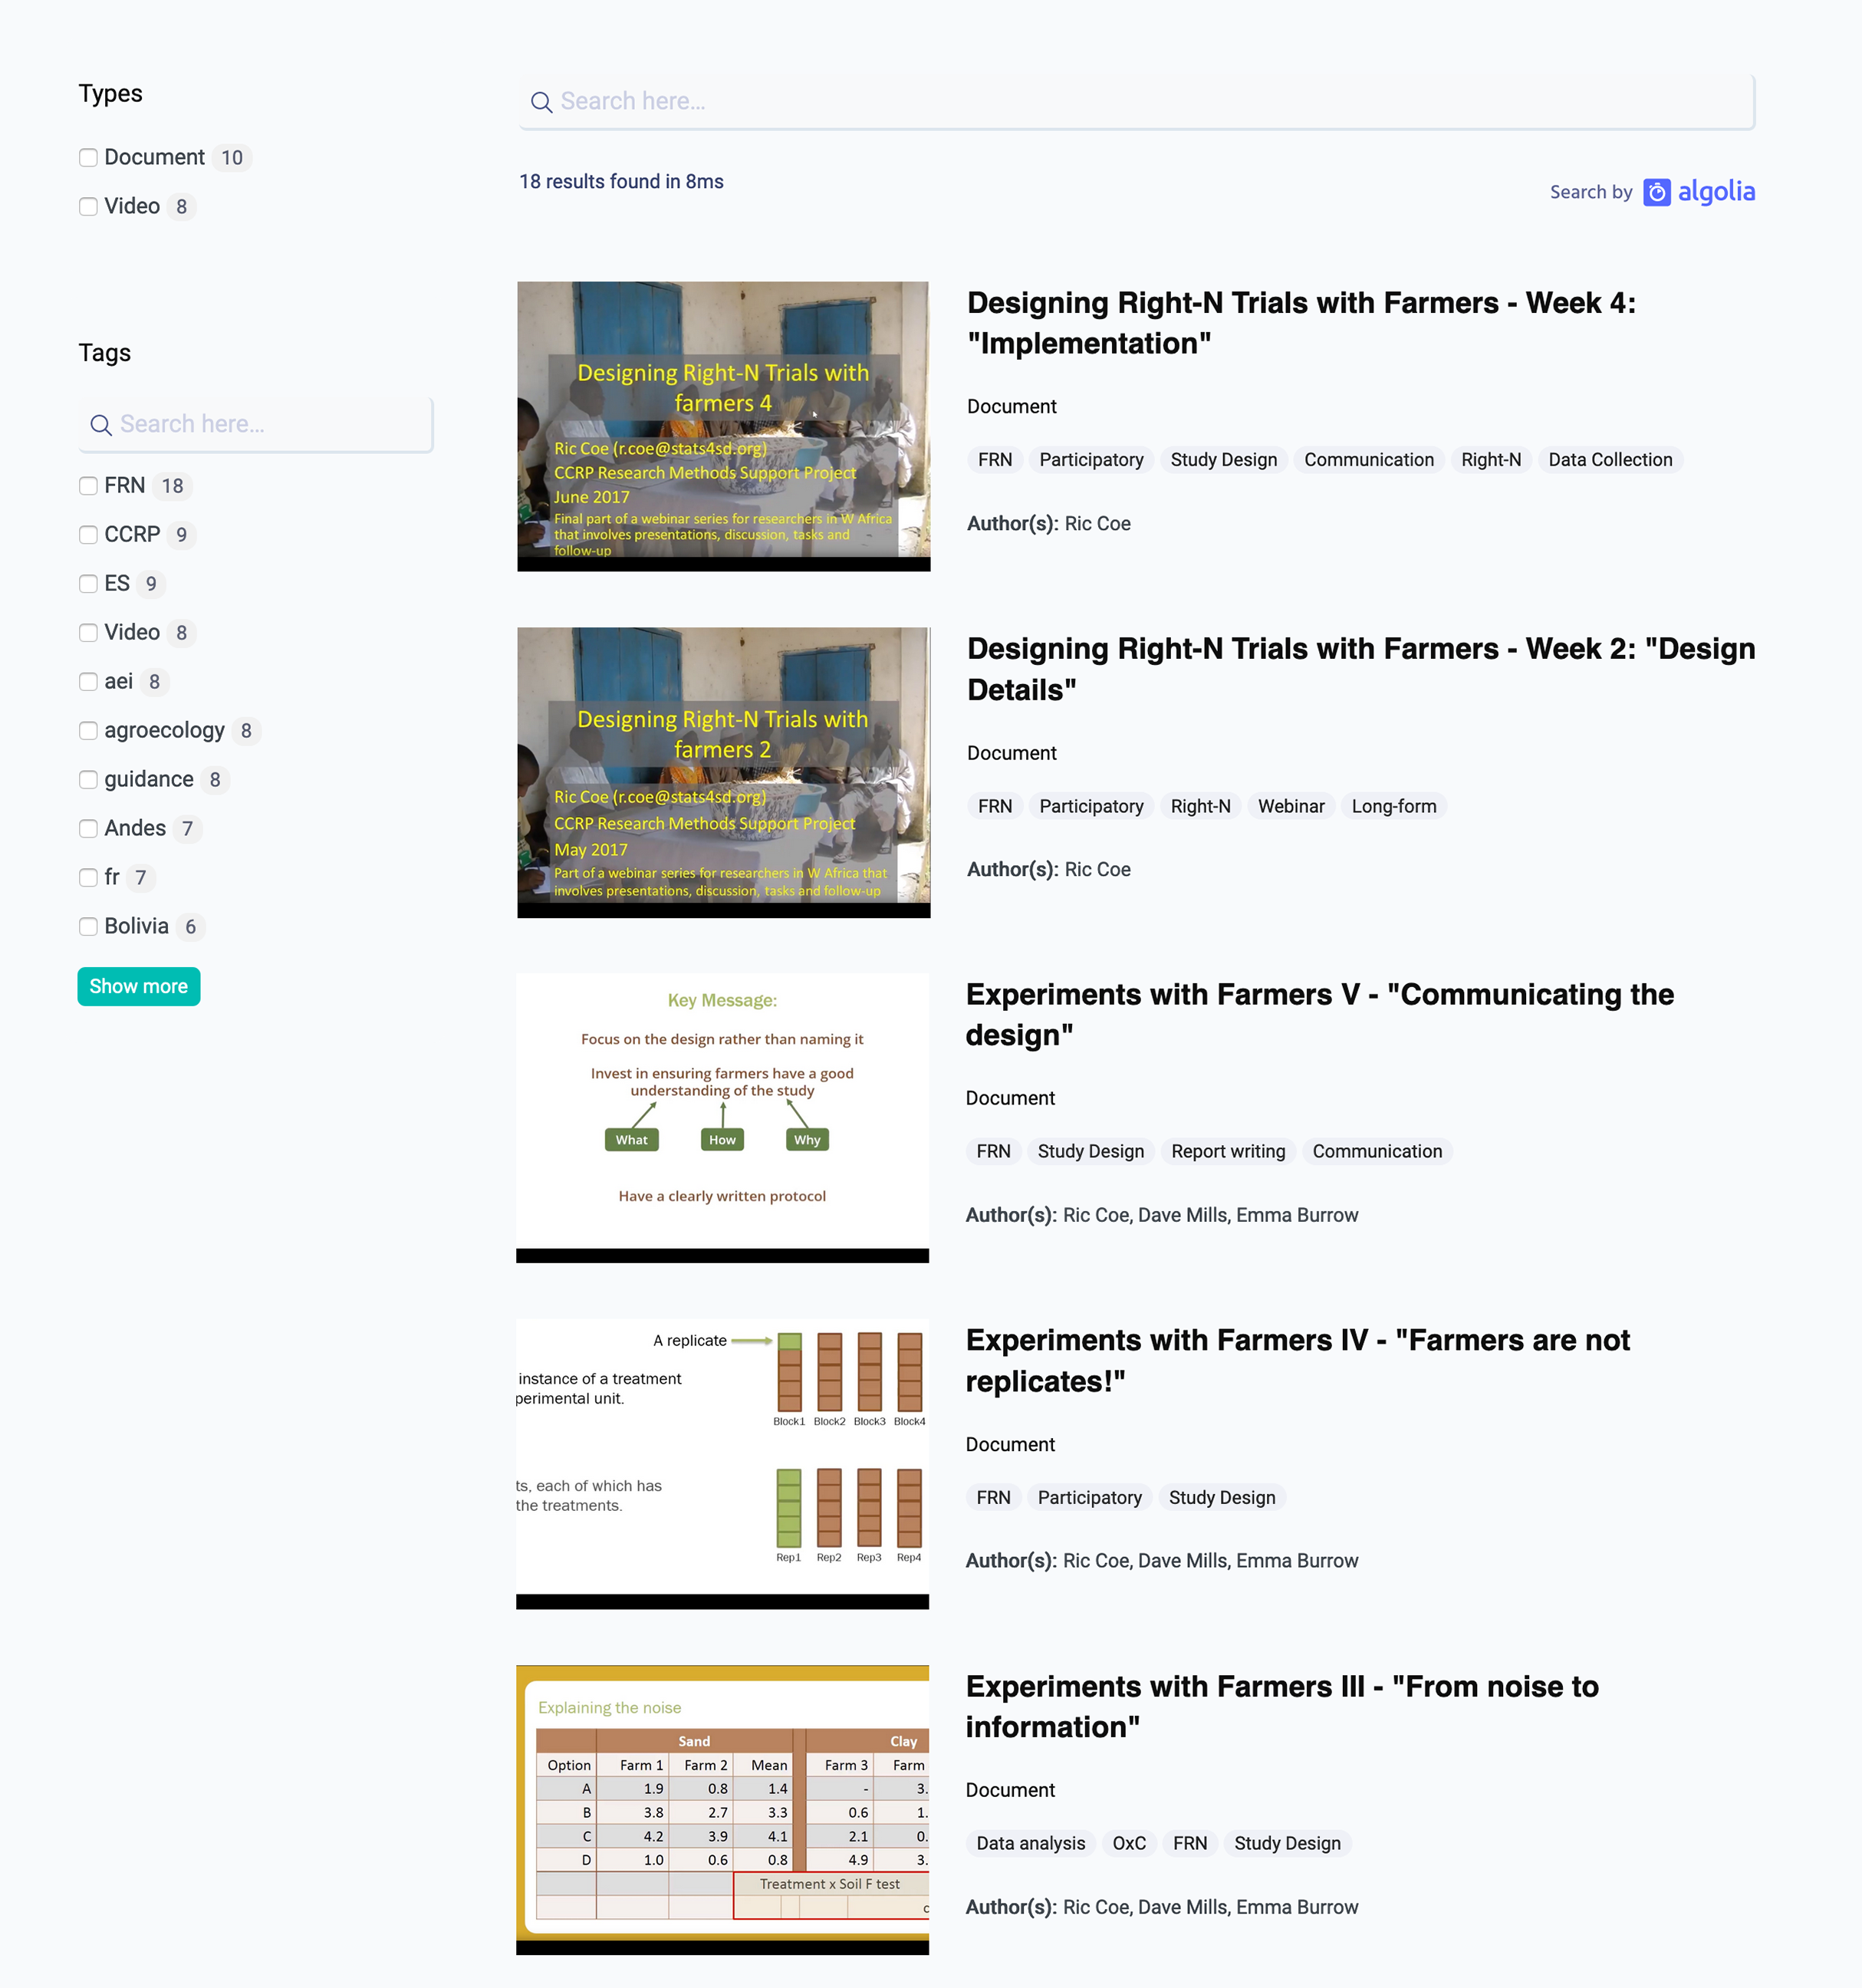 Types
Document 10
Video 8
Tags
Search here...
FRN 18
CCRP 9
ES 9
Video 8
aei 8
agroecology 8
guidance 8
Andes 7
fr 7
Bolivia 6
Show more
Search here...
18 results found in 8ms
Search by algolia
Designing Right-N Trials with
farmers 4
Ric Coe (r.coe@stats4sd.org)
CCRP Research Methods Support Project
June 2017
Final part of a webinar series for researchers in W Africa
that involves presentations, discussion, tasks and
follow-up
Designing Right-N Trials with Farmers - Week 4:
"Implementation"
Document
FRN Participatory Study Design Communication Right-N Data Collection
Author(s): Ric Coe
Designing Right-N Trials with
farmers 2
Ric Coe (r.coe@stats4sd.org)
CCRP Research Methods Support Project
May 2017
Part of a webinar series for researchers in W Africa that
involves presentations, discussion, tasks and follow-up
Designing Right-N Trials with Farmers - Week 2: "Design
Details"
Document
FRN Participatory Right-N Webinar Long-form
Author(s): Ric Coe
Key Message:
Focus on the design rather than naming it
Invest in ensuring farmers have a good
understanding of the study
What How Why
Have a clearly written protocol
Experiments with Farmers V - "Communicating the
design"
Document
FRN Study Design Report writing Communication
Author(s): Ric Coe, Dave Mills, Emma Burrow
A replicate
instance of a treatment
perimental unit.
Block1 Block2 Block3 Block4
ts, each of which has
the treatments.
Rep1 Rep2 Rep3 Rep4
Experiments with Farmers IV - "Farmers are not
replicates!"
Document
FRN Participatory Study Design
Author(s): Ric Coe, Dave Mills, Emma Burrow
Explaining the noise
Sand Clay
Option Farm 1 Farm 2 Mean Farm 3 Farm
A 1.9 0.8 1.4 - 3.
B 3.8 2.7 3.3 0.6 1.
C 4.2 3.9 4.1 2.1 0.
D 1.0 0.6 0.8 4.9 3.
Treatment x Soil F test
Experiments with Farmers III - "From noise to
information"
Document
Data analysis OxC FRN Study Design
Author(s): Ric Coe, Dave Mills, Emma Burrow